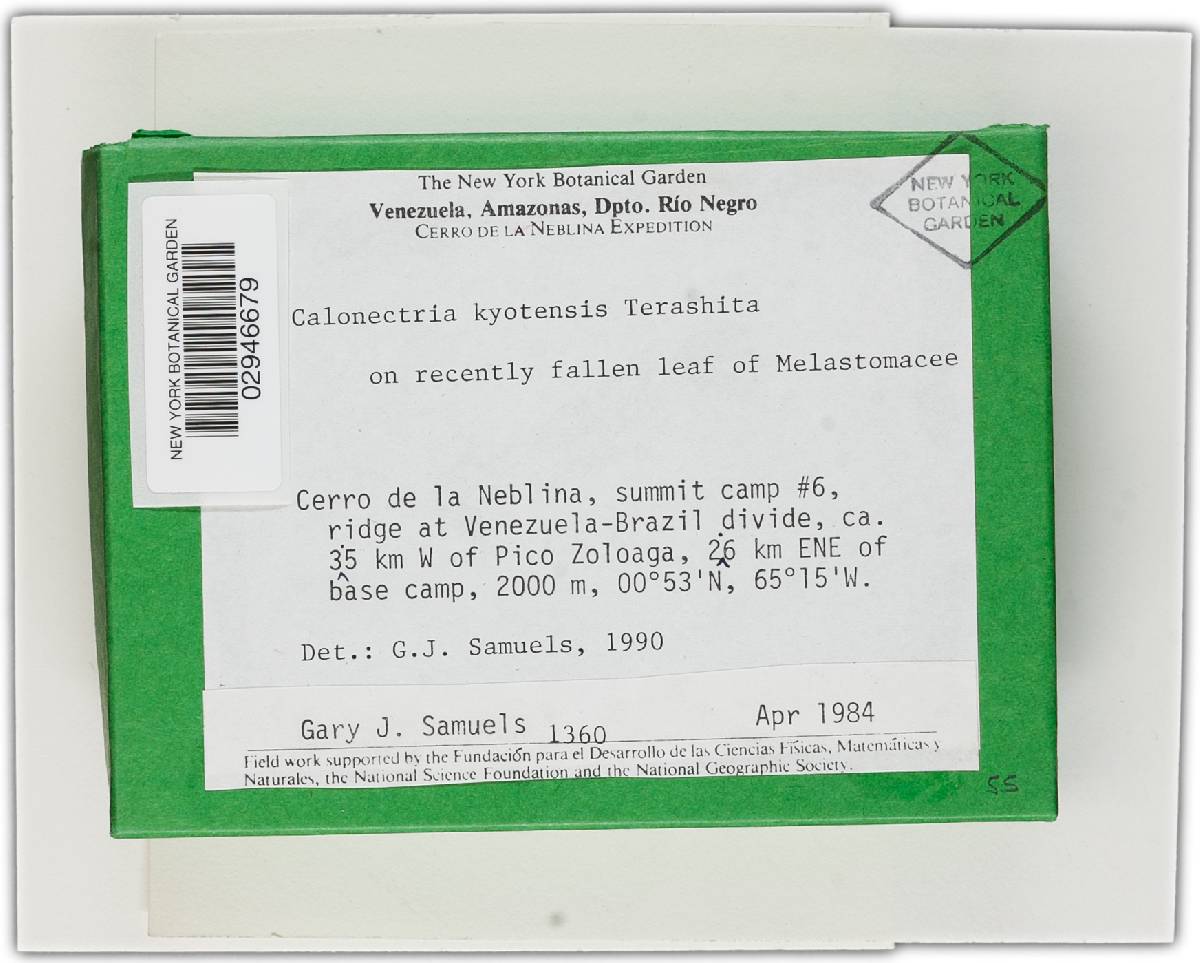 The New York Botanical Garden
Venezuela, Amazonas, Dpto. Río Negro
CERRO DE LA NEBLINA EXPEDITION
NEW YORK
BOTANICAL
GARDEN
NEW YORK BOTANICAL GARDEN
02946679
Calonectria kyotensis Terashita
on recently fallen leaf of Melastomacee
Cerro de la Neblina, summit camp #6,
ridge at Venezuela-Brazil divide, ca.
3.5 km W of Pico Zoloaga, 2.6 km ENE of
base camp, 2000 m, 00°53'N, 65°15'W.
Det.: G.J. Samuels, 1990
Gary J. Samuels 1360 Apr 1984
Field work supported by the Fundación para el Desarrollo de las Ciencias Físicas, Matemáticas y
Naturales, the National Science Foundation and the National Geographic Society.
55